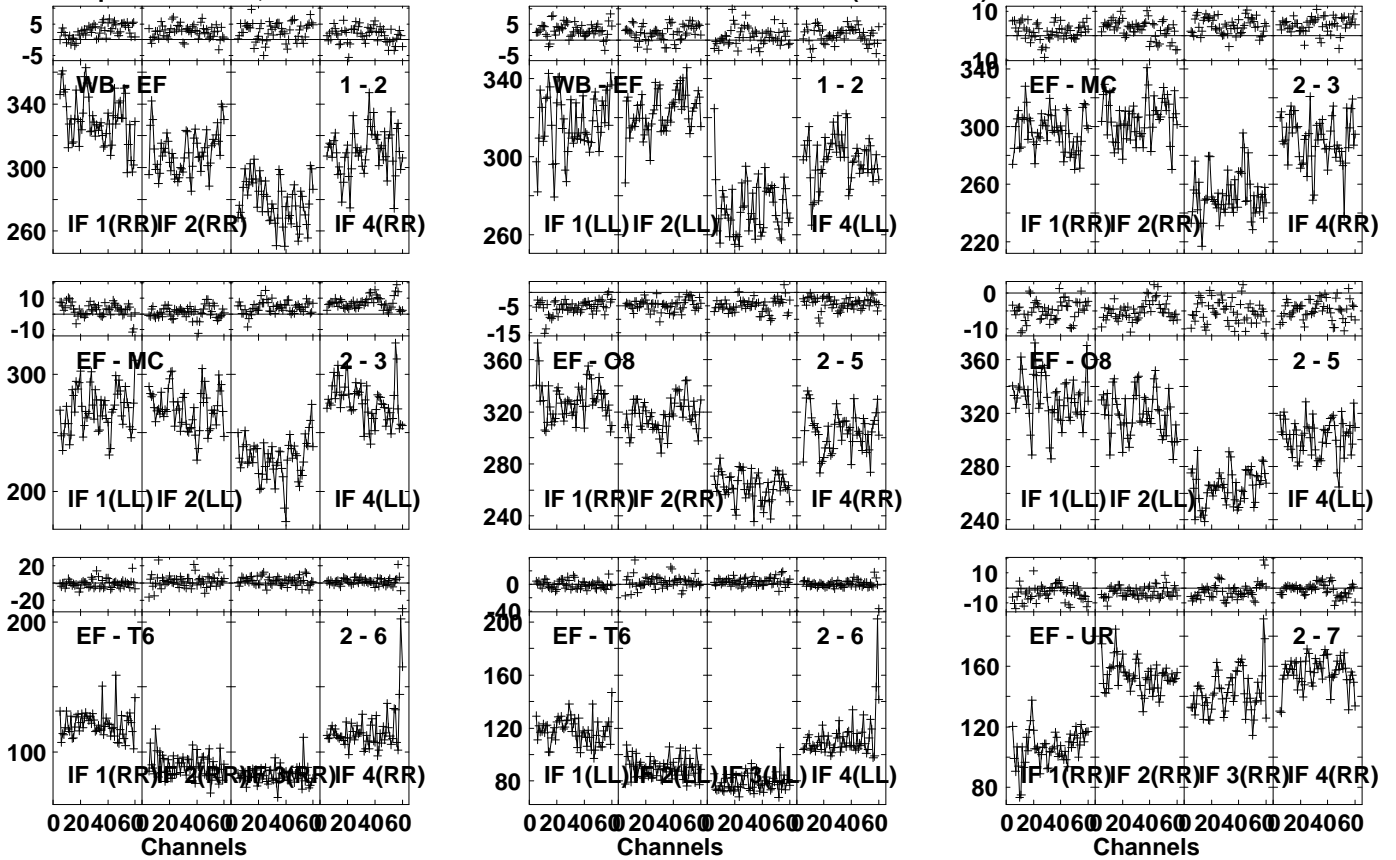 5
-5
WB - EF 1 - 2
340
300
260
IF 1(RR) IF 2(RR) IF 4(RR)
5
-5
WB - EF 1 - 2
340
300
260
IF 1(LL) IF 2(LL) IF 4(LL)
10
10
EF - MC 2 - 3
340
300
260
220
IF 1(RR) IF 2(RR) IF 4(RR)
10
-10
EF - MC 2 - 3
300
200
IF 1(LL) IF 2(LL) IF 4(LL)
-5
-15
EF - O8 2 - 5
360
320
280
240
IF 1(RR) IF 2(RR) IF 4(RR)
0
-10
EF - O8 2 - 5
360
320
280
240
IF 1(LL) IF 2(LL) IF 4(LL)
20
-20
EF - T6 2 - 6
200
100
IF 1(RR) IF 2(RR) IF 3(RR) IF 4(RR)
0 20 40 60 0 20 40 60 0 20 40 60 0 20 40 60
Channels
0
-40
EF - T6 2 - 6
200
160
120
80
IF 1(LL) IF 2(LL) IF 3(LL) IF 4(LL)
0 20 40 60 0 20 40 60 0 20 40 60 0 20 40 60
Channels
10
-10
EF - UR 2 - 7
160
120
80
IF 1(RR) IF 2(RR) IF 3(RR) IF 4(RR)
0 20 40 60 0 20 40 60 0 20 40 60 0 20 40 60
Channels